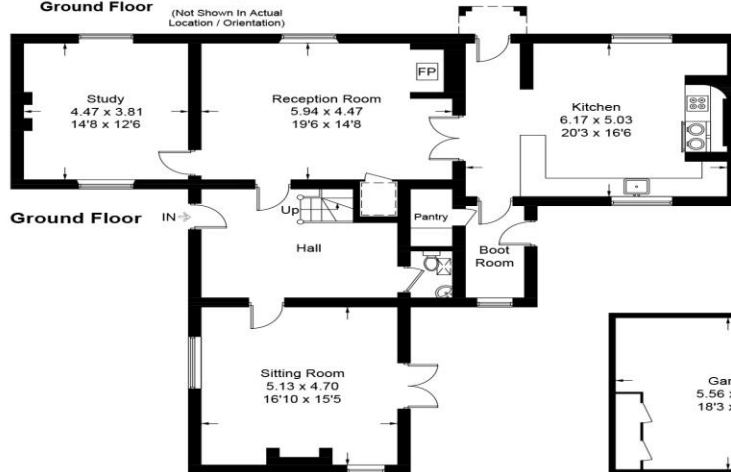 Ground Floor
(Not Shown In Actual
Location / Orientation)
FP
Study
4.47 x 3.81
14'8 x 12'6
Reception Room
5.94 x 4.47
19'6 x 14'8
Kitchen
6.17 x 5.03
20'3 x 16'6
Ground Floor
IN
Up
Pantry
Hall
Boot
Room
Sitting Room
5.13 x 4.70
16'10 x 15'5
Gar
5.56 x
18'3 x